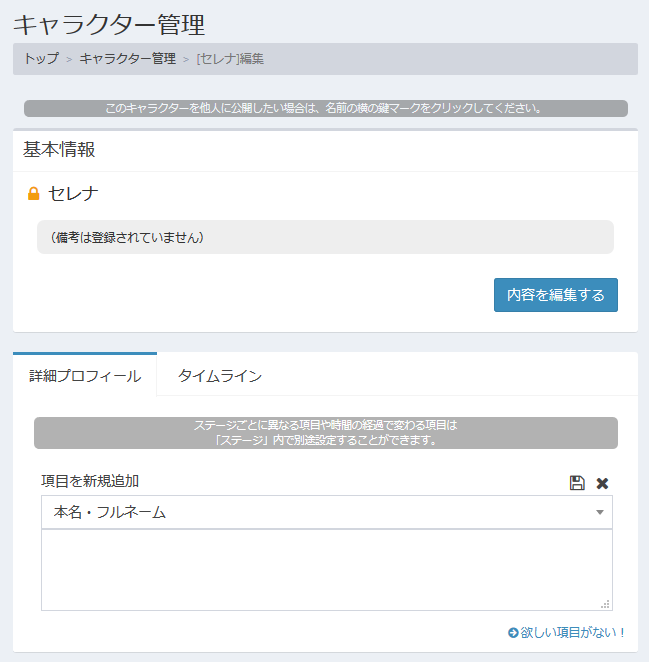 キャラクター管理
トップ > キャラクター管理 > [セレナ]編集
このキャラクターを他人に公開したい場合は、名前の横の鍵マークをクリックしてください。
基本情報
セレナ
（備考は登録されていません）
内容を編集する
詳細プロフィール タイムライン
ステージごとに異なる項目や時間の経過で変わる項目は
「ステージ」内で別途設定することができます。
項目を新規追加
本名・フルネーム
欲しい項目がない！